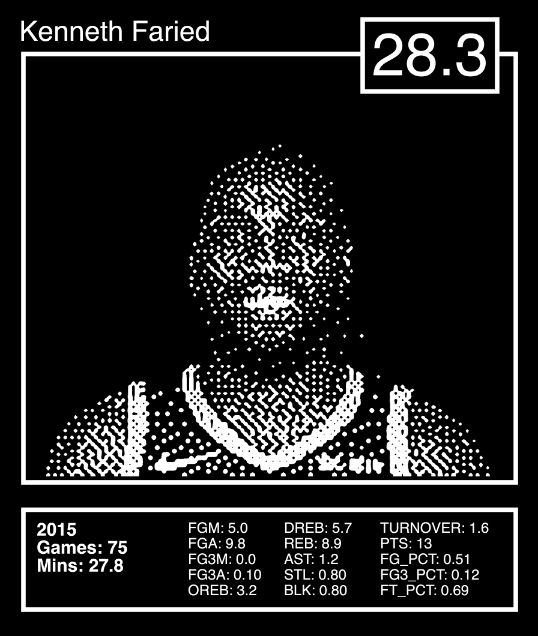 Kenneth Faried
28.3
2015
Games: 75
Mins: 27.8
FGM: 5.0
FGA: 9.8
FG3M: 0.0
FG3A: 0.10
OREB: 3.2
DREB: 5.7
REB: 8.9
AST: 1.2
STL: 0.80
BLK: 0.80
TURNOVER: 1.6
PTS: 13
FG_PCT: 0.51
FG3_PCT: 0.12
FT_PCT: 0.69